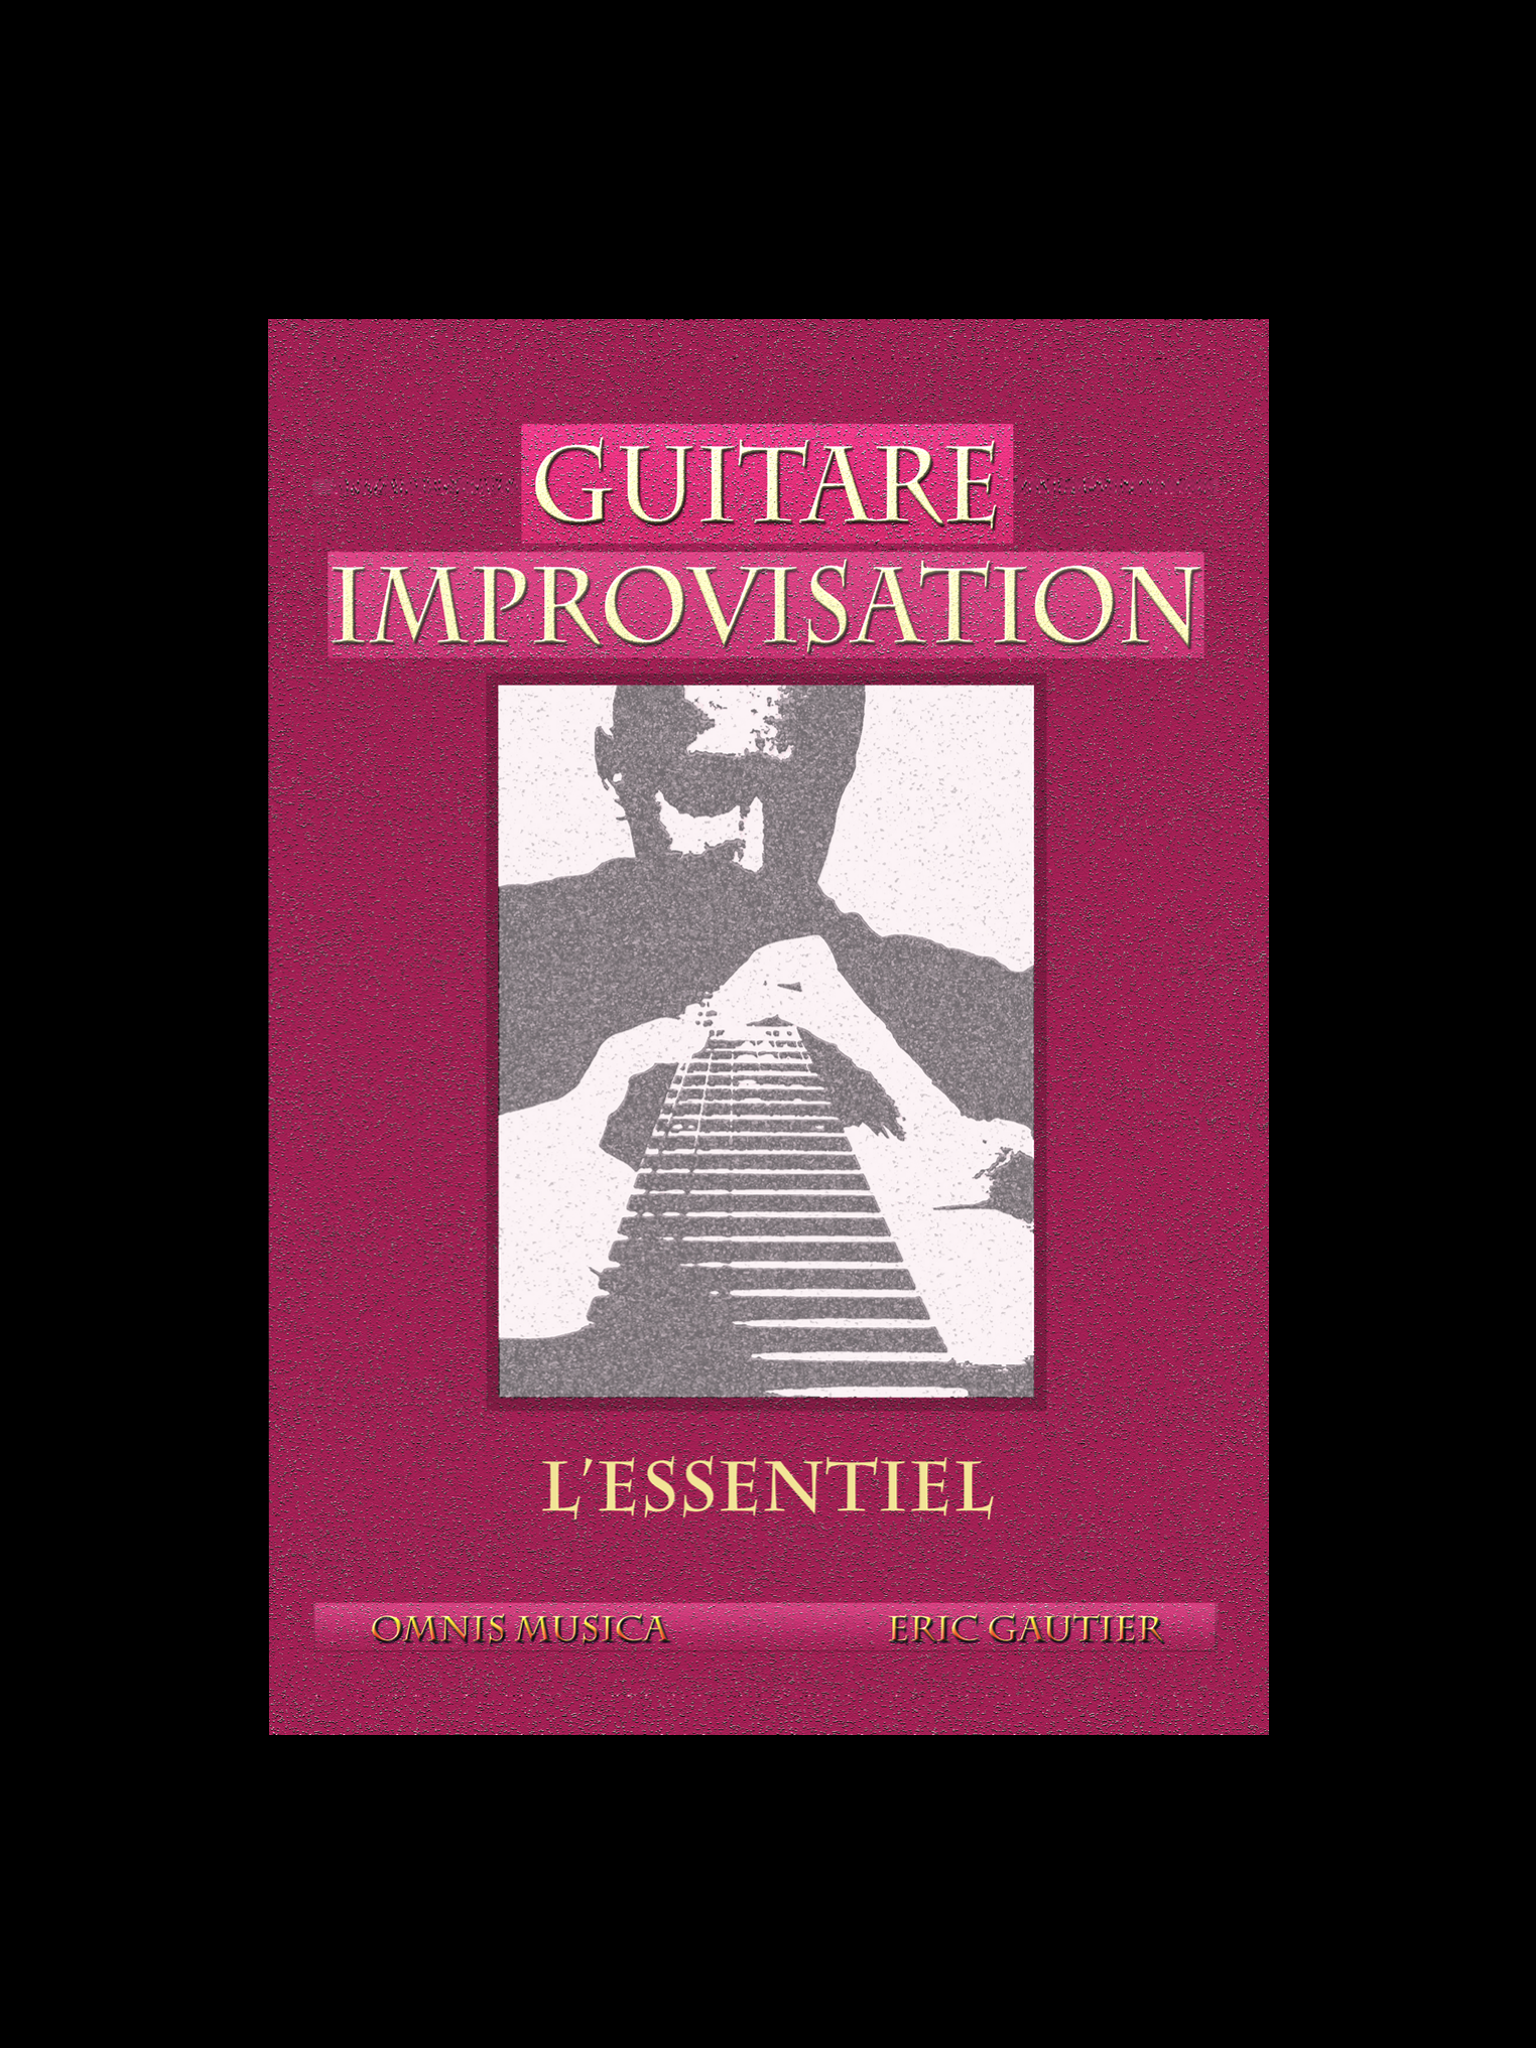 GUITARE
IMPROVISATION
L'ESSENTIEL
OMNIS MUSICA ERIC GAUTIER